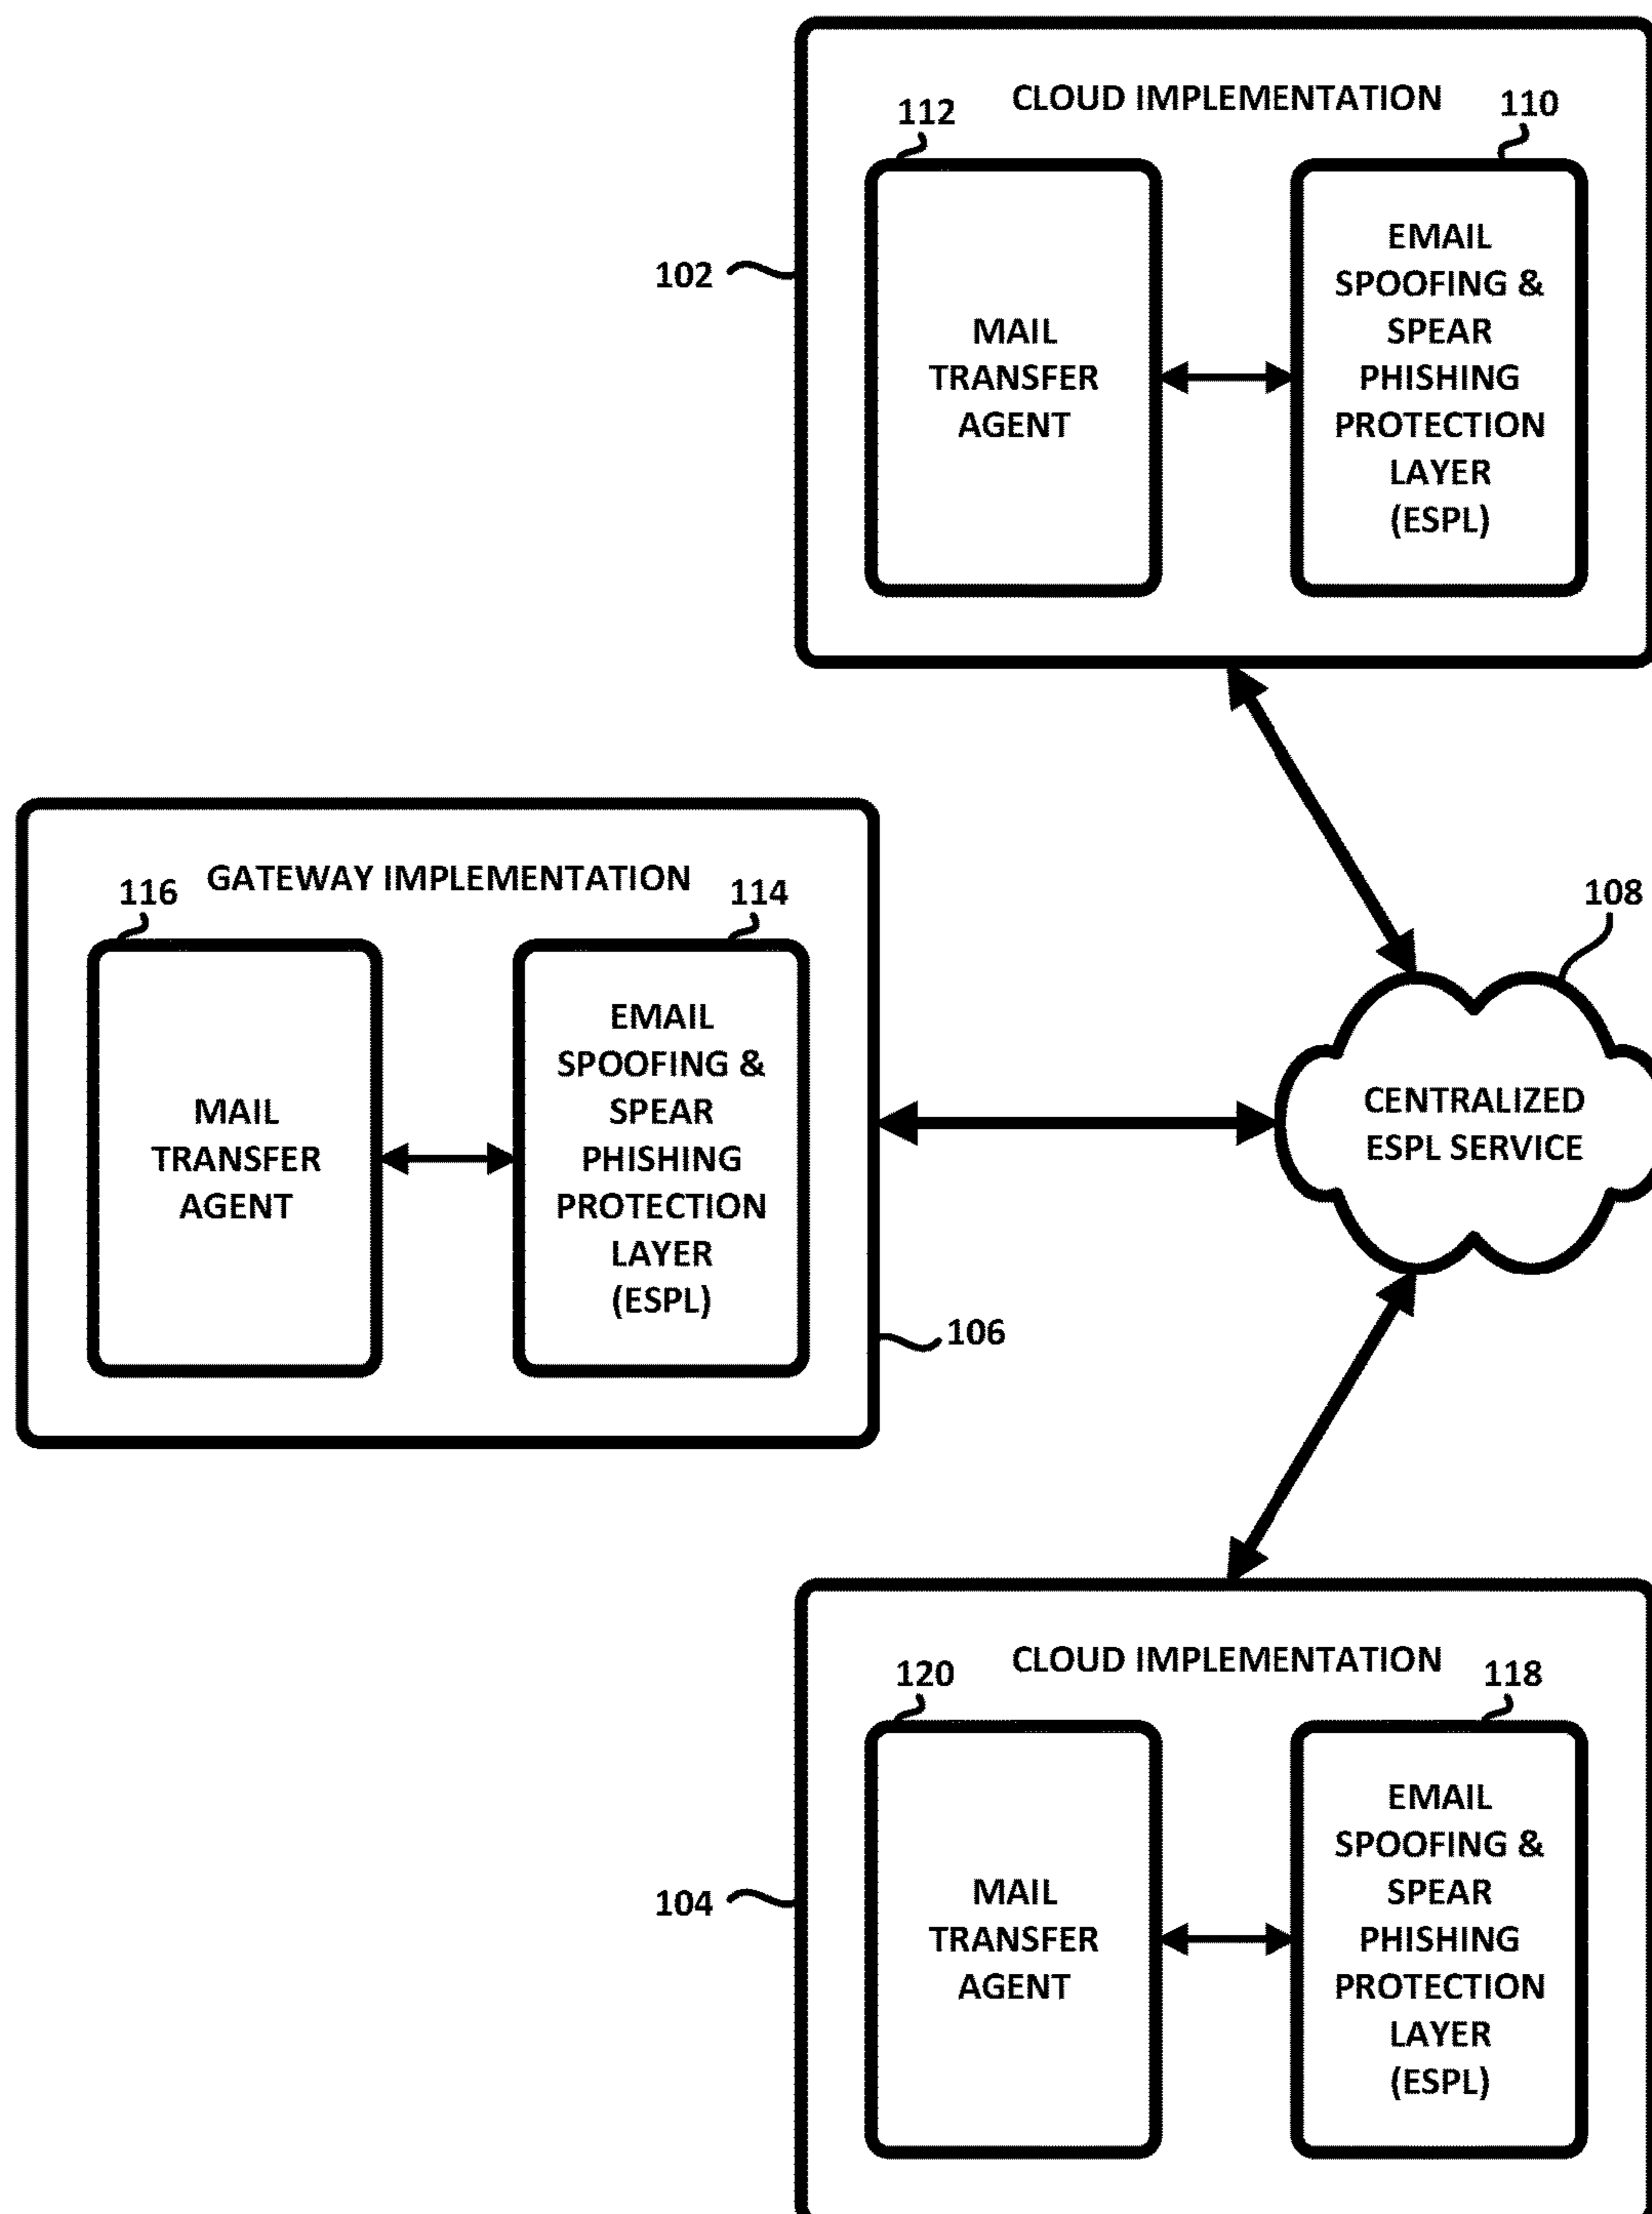 CLOUD IMPLEMENTATION
112
110
102
MAIL
TRANSFER
AGENT
EMAIL
SPOOFING &
SPEAR
PHISHING
PROTECTION
LAYER
(ESPL)
GATEWAY IMPLEMENTATION
116
114
MAIL
TRANSFER
AGENT
EMAIL
SPOOFING &
SPEAR
PHISHING
PROTECTION
LAYER
(ESPL)
106
108
CENTRALIZED
ESPL SERVICE
CLOUD IMPLEMENTATION
120
118
104
MAIL
TRANSFER
AGENT
EMAIL
SPOOFING &
SPEAR
PHISHING
PROTECTION
LAYER
(ESPL)